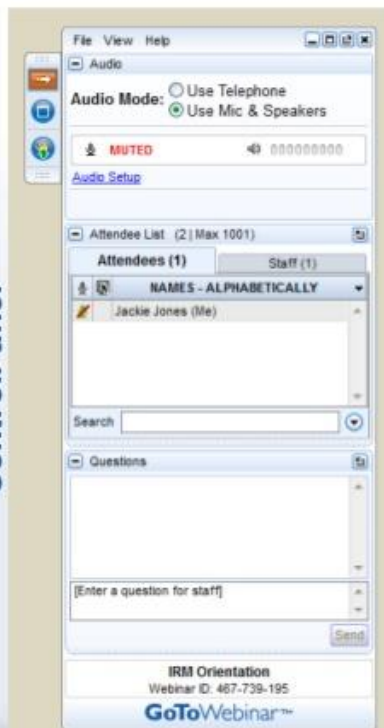 File View Help
Audio
Audio Mode: Use Telephone
Use Mic & Speakers
MUTED 000000000
Audio Setup
Attendee List (2 | Max 1001)
Attendees (1) Staff (1)
NAMES - ALPHABETICALLY
Jackie Jones (Me)
Search
Questions
[Enter a question for staff]
Send
IRM Orientation
Webinar ID: 467-739-195
GoToWebinar™